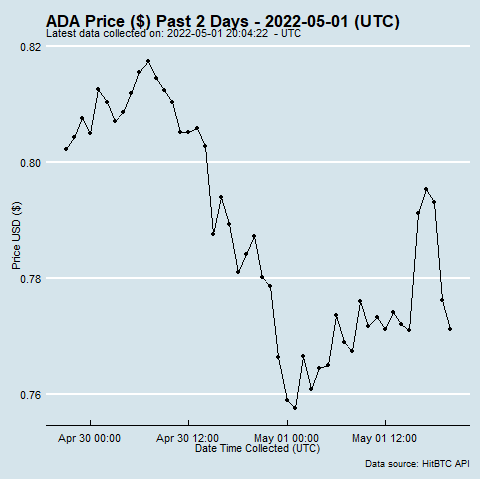 ADA Price ($) Past 2 Days - 2022-05-01 (UTC)
Latest data collected on: 2022-05-01 20:04:22 - UTC
0.82
0.80
0.78
0.76
Price USD ($)
Apr 30 00:00 Apr 30 12:00 May 01 00:00 May 01 12:00
Date Time Collected (UTC)
Data source: HitBTC API